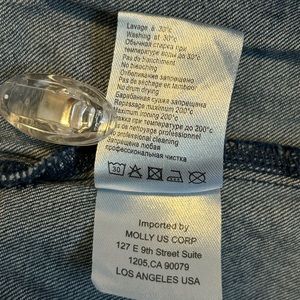 Lavage à 30°c
Washing at 30°c
Обычная стирка при
температуре воды до 30°c
Pas de blanchiment
No bleaching
Отбеливание запрещено
Pas de séchage en tambour
No drum drying
Барабанная сушка запрещена
Repassage maximum 200°c
Maximum ironing 200°c
глажка при температуре до 200°c
Pas de nettoyage professionnel
No professional cleaning
запрещена любая
профессиональная чистка
30
Imported by
MOLLY US CORP
127 E 9th Street Suite
1205,CA 90079
LOS ANGELES USA